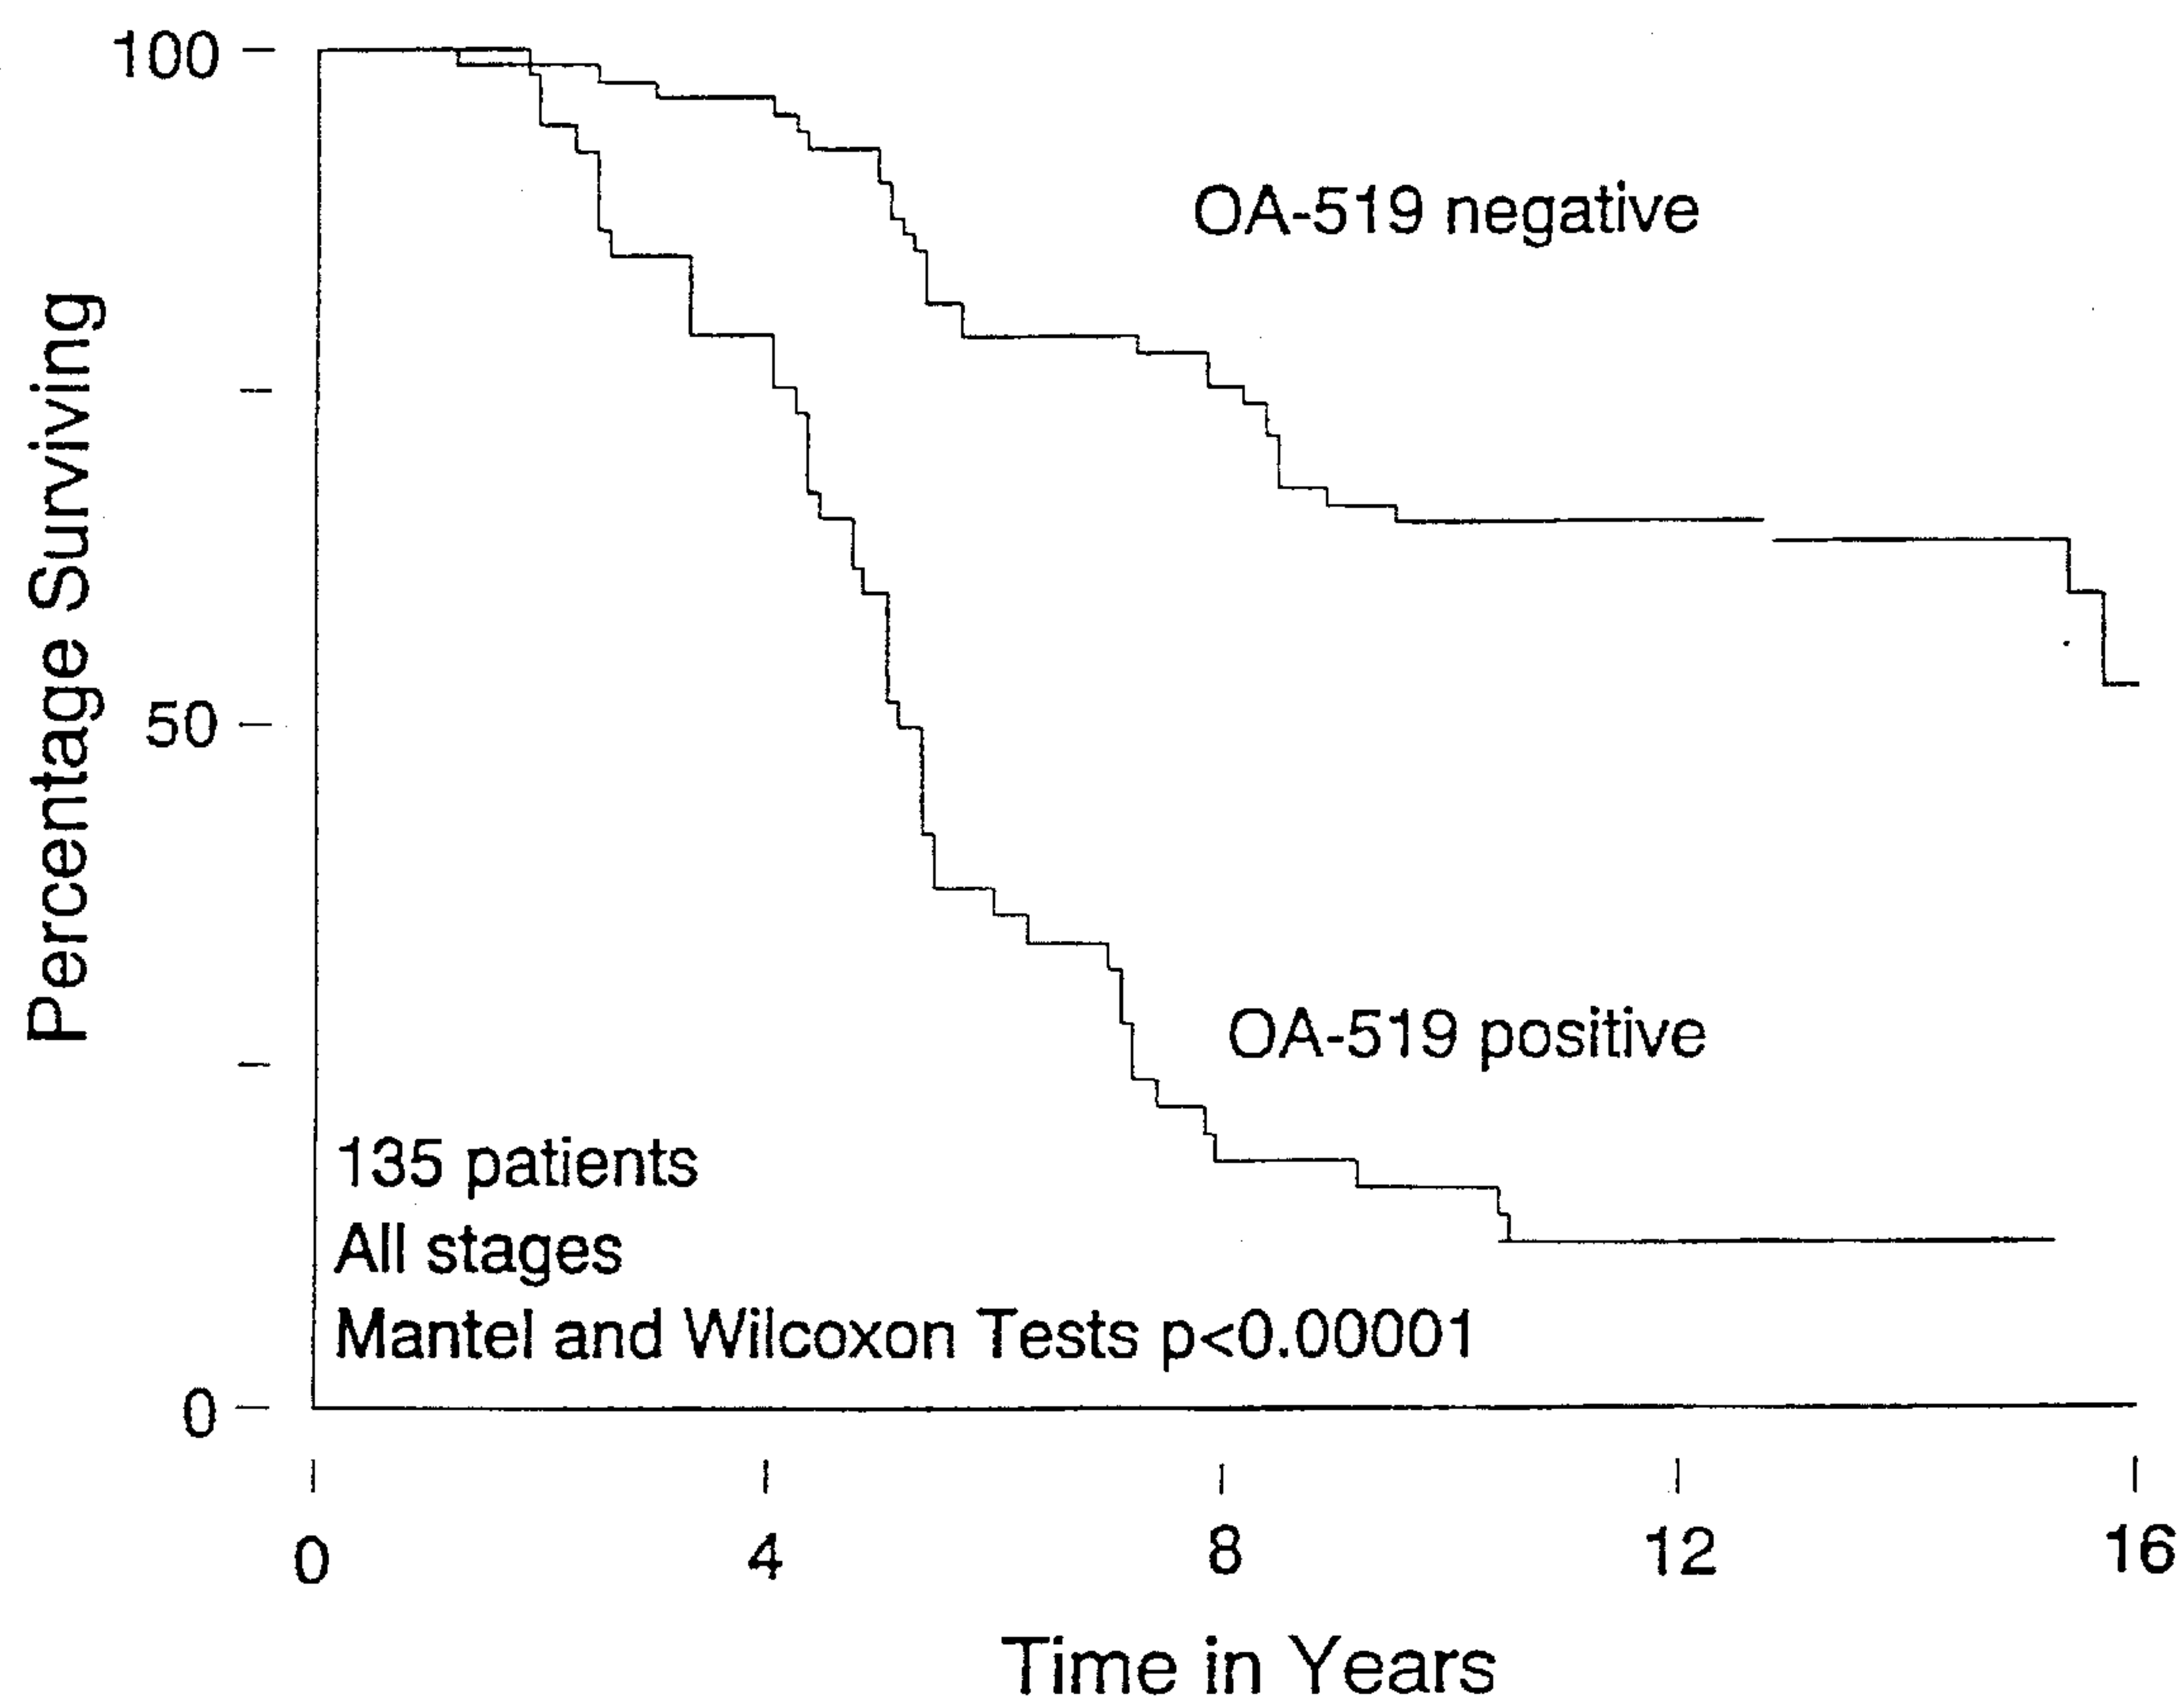 100
50
0
Percentage Surviving
OA-519 negative
OA-519 positive
135 patients
All stages
Mantel and Wilcoxon Tests p<0.00001
0 4 8 12 16
Time in Years